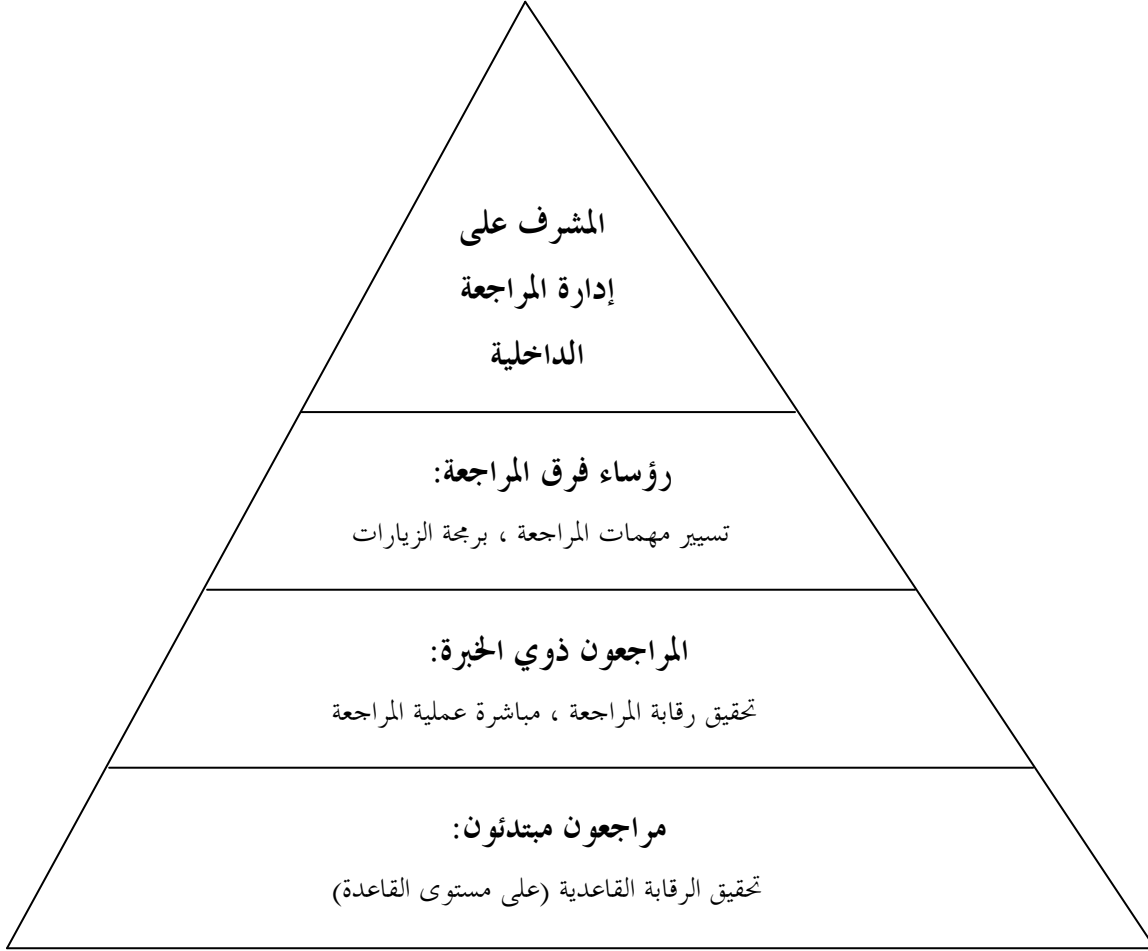 المشرف على
إدارة المراجعة
الداخلية
رؤساء فرق المراجعة:
تسيير مهمات المراجعة ، برمجة الزيارات
المراجعون ذوي الخبرة:
تحقيق رقابة المراجعة ، مباشرة عملية المراجعة
مراجعون مبتدئون:
تحقيق الرقابة القاعدية (على مستوى القاعدة)